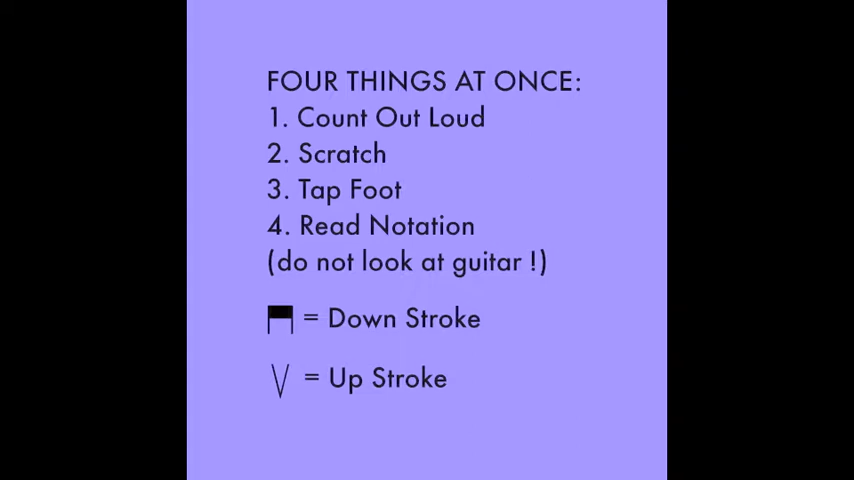 FOUR THINGS AT ONCE:
1. Count Out Loud
2. Scratch
3. Tap Foot
4. Read Notation
(do not look at guitar !)
= Down Stroke
= Up Stroke